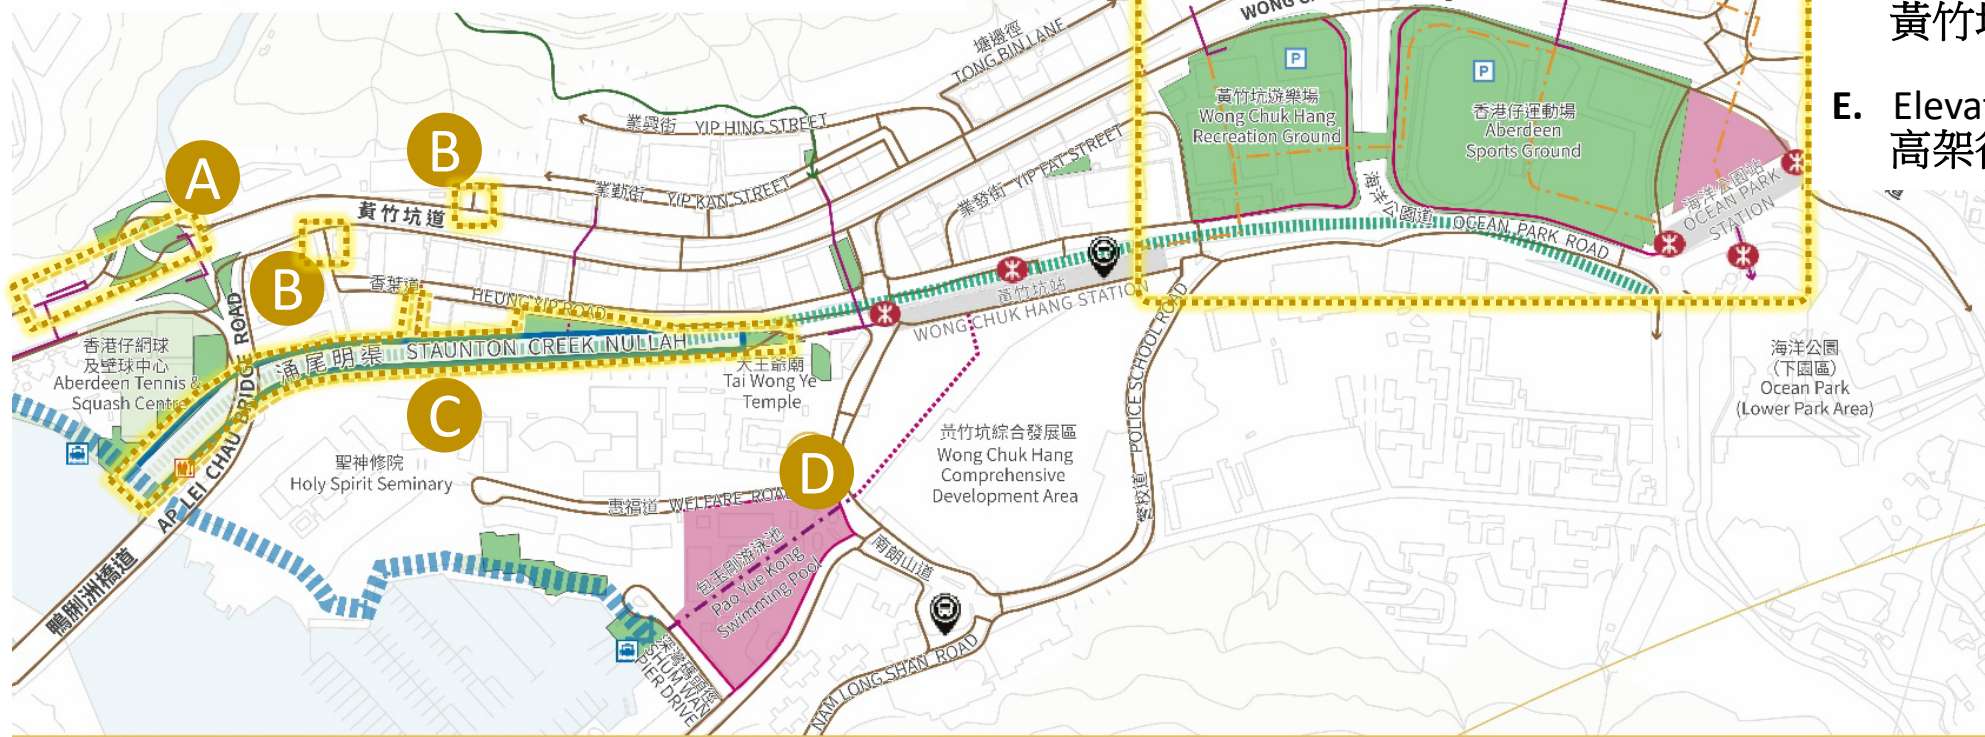 黃竹
E. Eleva
高架
塘邊徑
TONG BIN LANE
WONG
P
P
黃竹坑遊樂場
Wong Chuk Hang
Recreation Ground
香港仔運動場
Aberdeen
Sports Ground
業興街 YIP HING STREET
業勤街 YIP KAN STREET
業發街 YIP FAT STREET
A
B
B
黃竹坑道
香葉道 HEUNG YIP ROAD
海洋公園道 OCEAN PARK ROAD
海洋公園站
OCEAN PARK
STATION
黃竹坑站
WONG CHUK HANG STATION
漁尾明渠 STAUNTON CREEK NULLAH
香港仔網球
及壁球中心
Aberdeen Tennis &
Squash Centre
大王爺廟
Tai Wong Ye
Temple
C
D
鴨脷洲橋道 AP LEI CHAU BRIDGE ROAD
聖神修院
Holy Spirit Seminary
惠福道 WELFARE ROAD
黃竹坑綜合發展區
Wong Chuk Hang
Comprehensive
Development Area
警校道 POLICE SCHOOL ROAD
海洋公園
（下園區）
Ocean Park
(Lower Park Area)
包玉剛游泳池
Pao Yue Kong
Swimming Pool
南朗山道
NAM LONG SHAN ROAD
深灣碼頭徑
SHUM WAN
PIER DRIVE